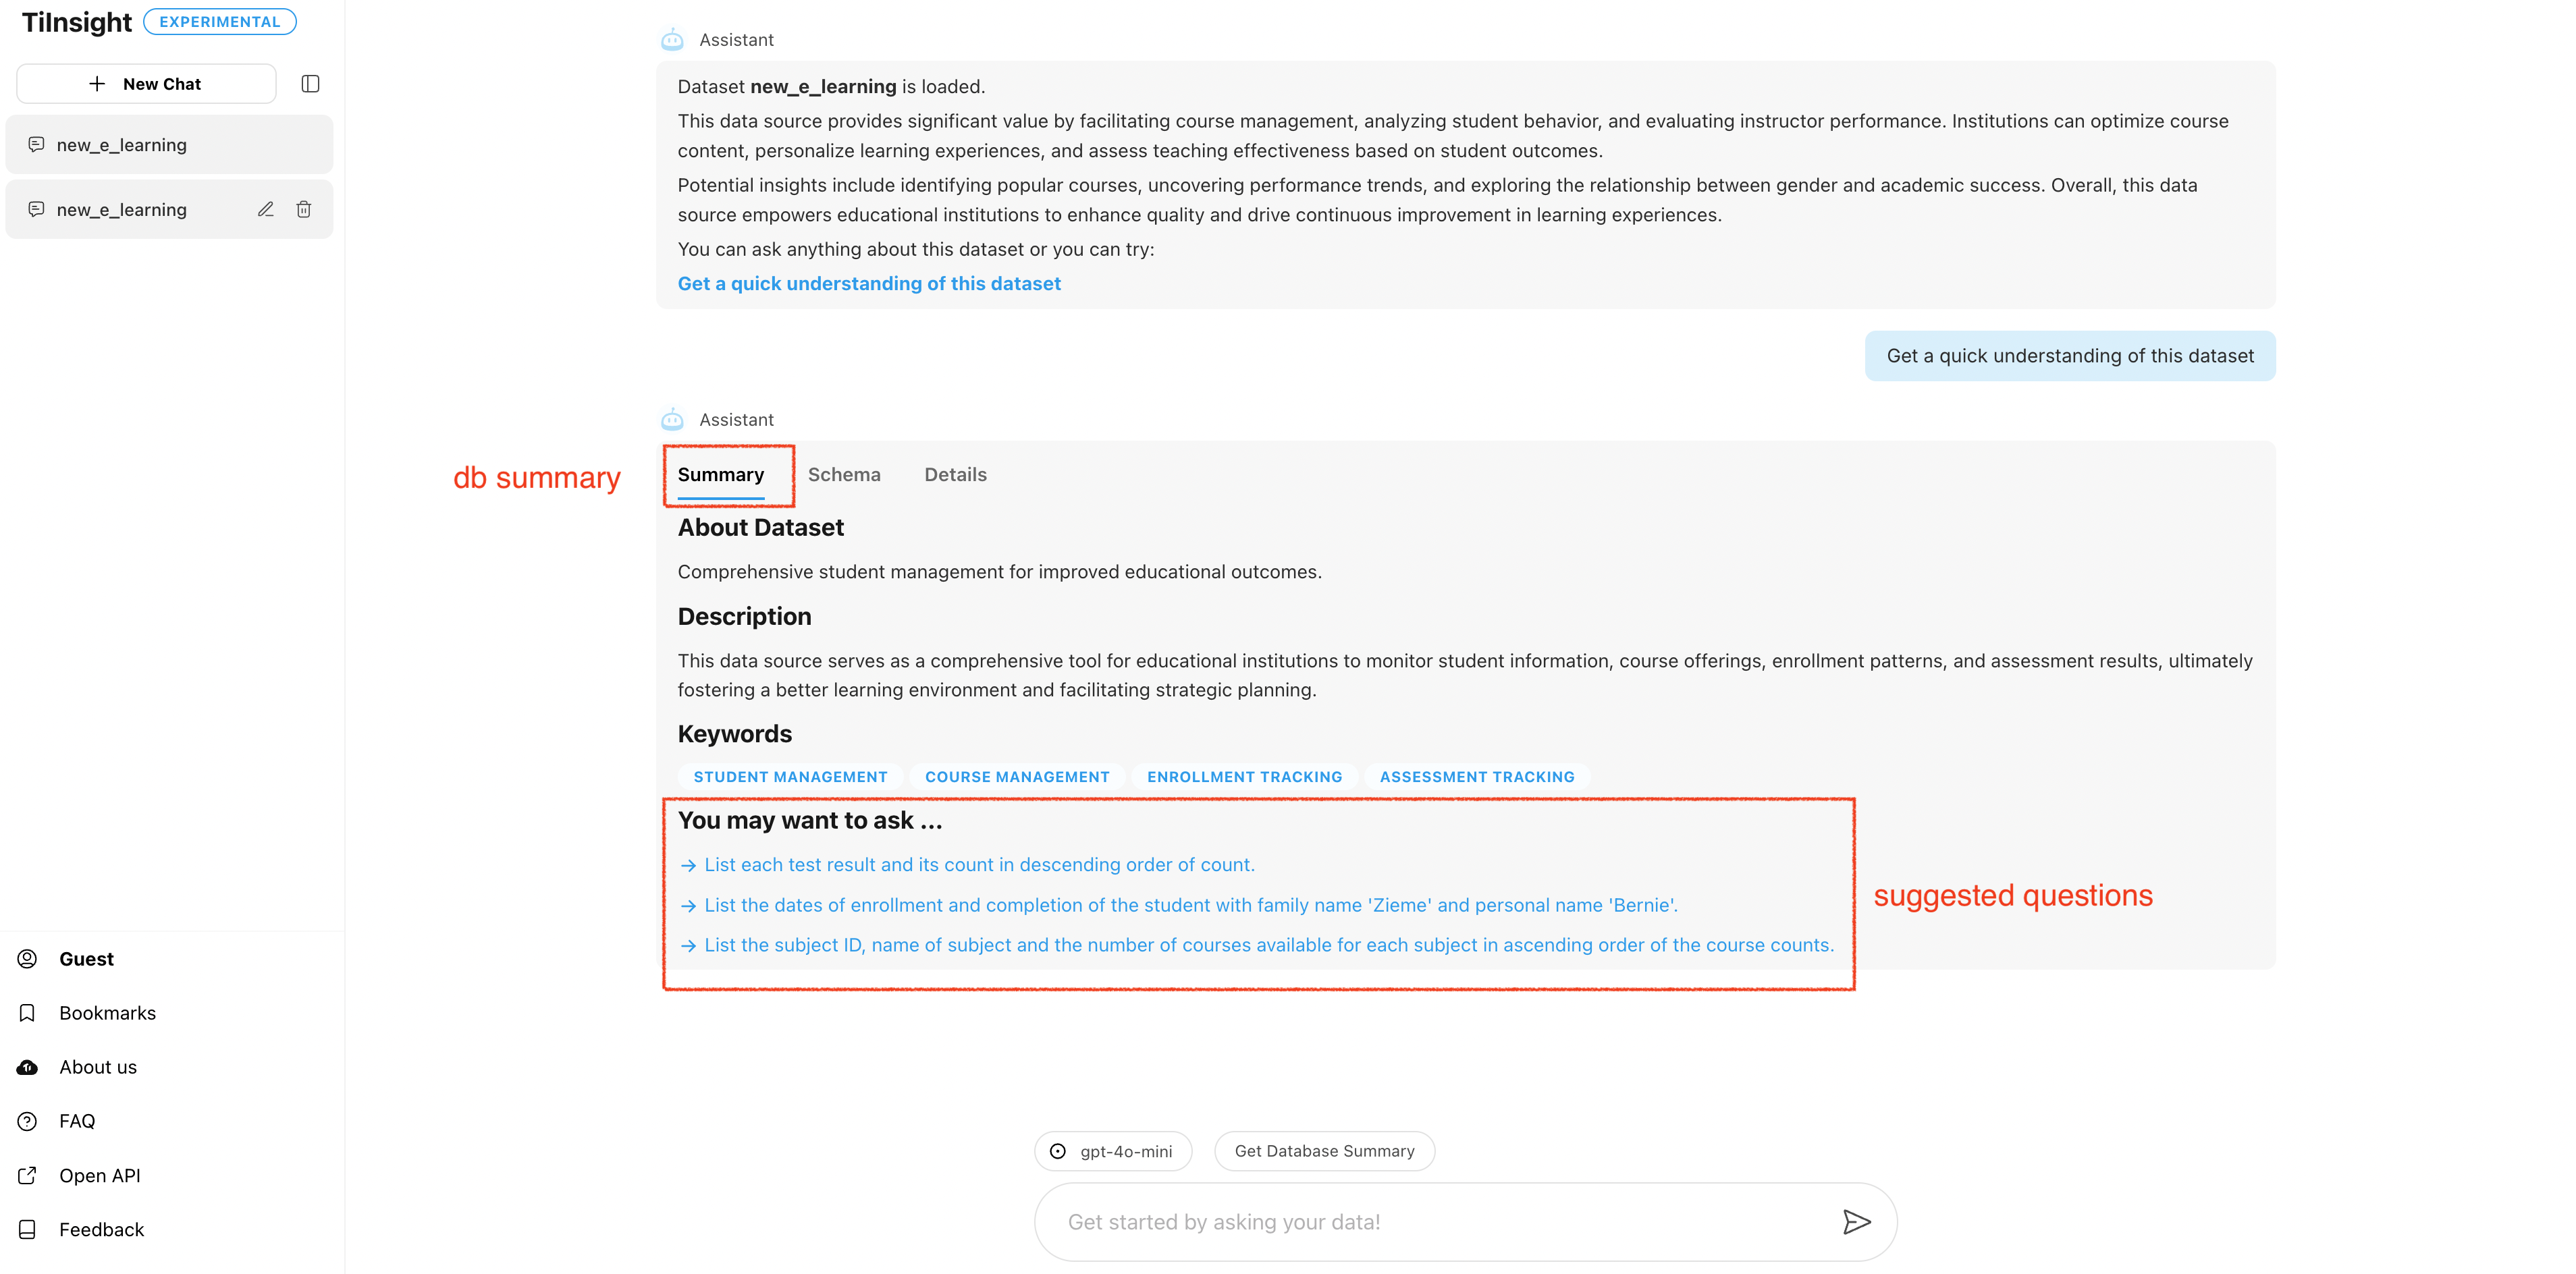 TiInsight EXPERIMENTAL
New Chat
new_e_learning
new_e_learning
Guest
Bookmarks
About us
FAQ
Open API
Feedback
Assistant
Dataset new_e_learning is loaded.
This data source provides significant value by facilitating course management, analyzing student behavior, and evaluating instructor performance. Institutions can optimize course
content, personalize learning experiences, and assess teaching effectiveness based on student outcomes.
Potential insights include identifying popular courses, uncovering performance trends, and exploring the relationship between gender and academic success. Overall, this data
source empowers educational institutions to enhance quality and drive continuous improvement in learning experiences.
You can ask anything about this dataset or you can try:
Get a quick understanding of this dataset
Get a quick understanding of this dataset
Assistant
db summary
Summary Schema Details
About Dataset
Comprehensive student management for improved educational outcomes.
Description
This data source serves as a comprehensive tool for educational institutions to monitor student information, course offerings, enrollment patterns, and assessment results, ultimately
fostering a better learning environment and facilitating strategic planning.
Keywords
STUDENT MANAGEMENT COURSE MANAGEMENT ENROLLMENT TRACKING ASSESSMENT TRACKING
You may want to ask ...
→ List each test result and its count in descending order of count.
→ List the dates of enrollment and completion of the student with family name 'Zieme' and personal name 'Bernie'.
→ List the subject ID, name of subject and the number of courses available for each subject in ascending order of the course counts.
suggested questions
gpt-4o-mini Get Database Summary
Get started by asking your data!